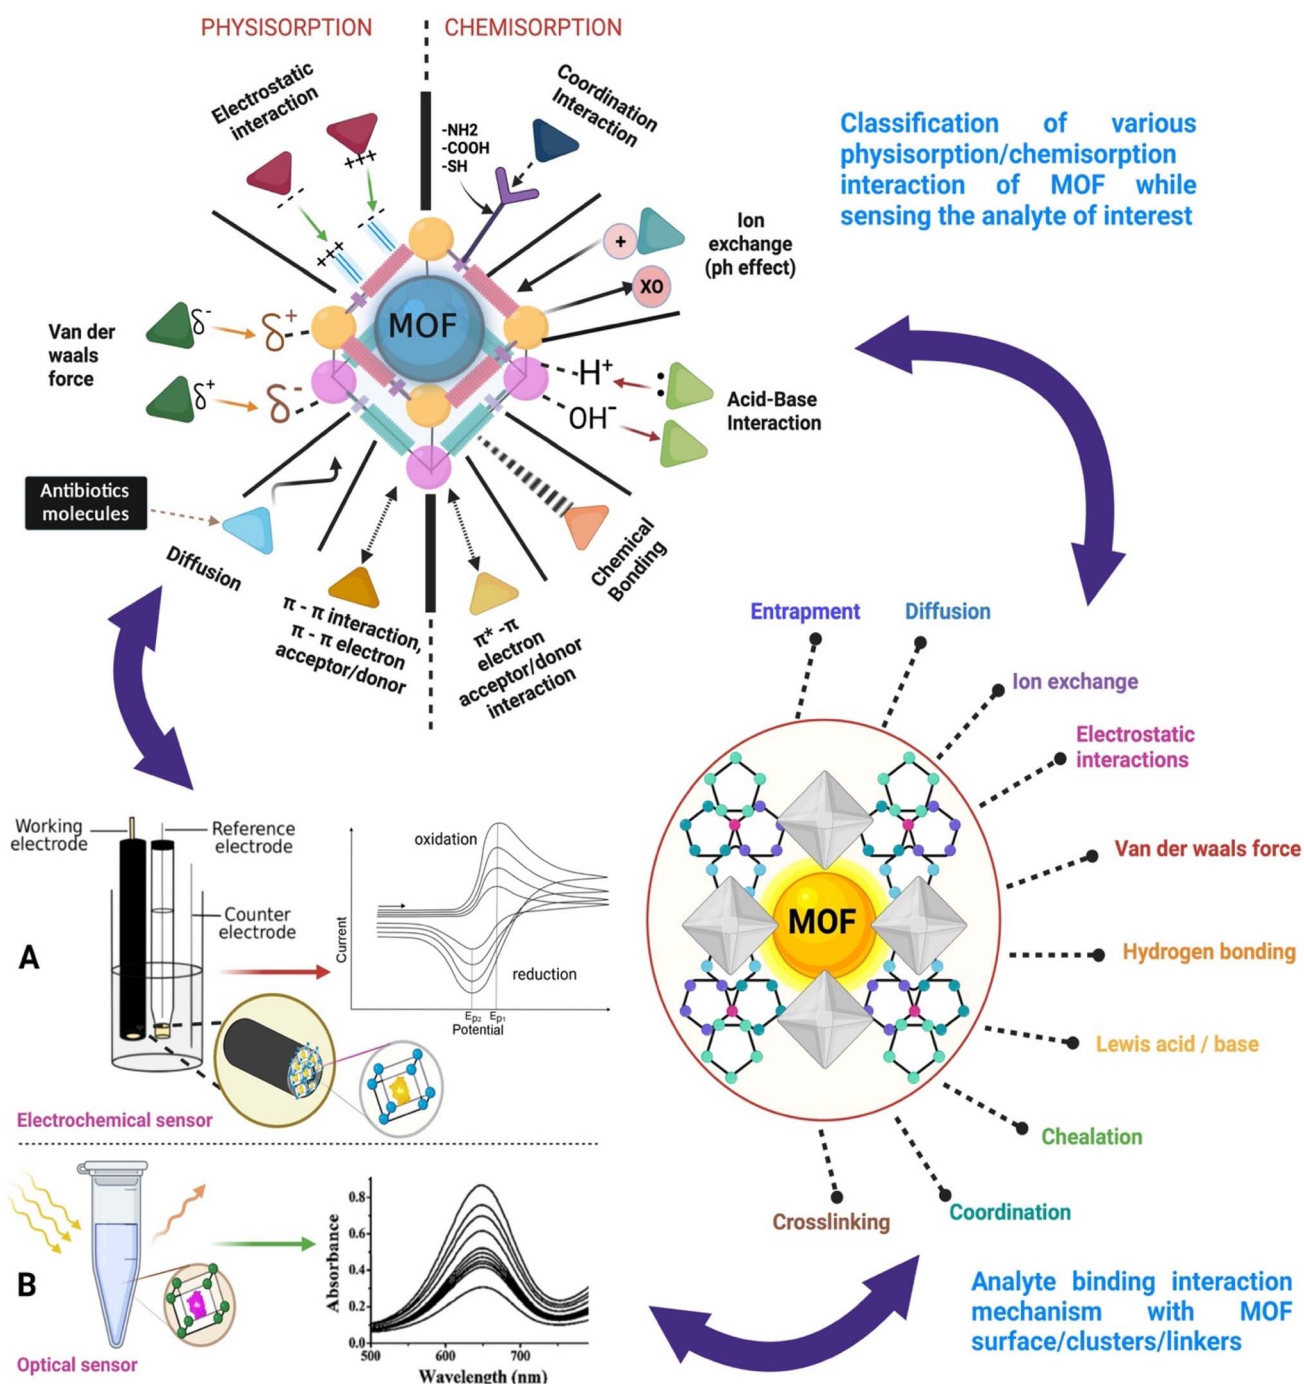 PHYSISORPTION
CHEMISORPTION
Electrostatic
interaction
+++
- - -
- - -
+++
-NH2
-COOH
-SH
Coordination
Interaction
Ion
exchange
(ph effect)
+
XO
Van der
waals
force
δ-
δ+
δ+
δ-
MOF
H+
OH-
Acid-Base
Interaction
Antibiotics
molecules
Diffusion
π - π interaction,
π - π electron
acceptor/donor
π* -π
electron
acceptor/donor
interaction
Chemical
Bonding
Classification of various
physisorption/chemisorption
interaction of MOF while
sensing the analyte of interest
Entrapment
Diffusion
Ion exchange
Electrostatic
interactions
Van der waals force
Hydrogen bonding
Lewis acid / base
Chealation
Coordination
Crosslinking
MOF
Analyte binding interaction
mechanism with MOF
surface/clusters/linkers
A
Working
electrode
Reference
electrode
Counter
electrode
Current
oxidation
reduction
Ep2 Ep1
Potential
Electrochemical sensor
B
Optical sensor
Absorbance
0.8
0.6
0.4
0.2
0.0
500 600 700
Wavelength (nm)